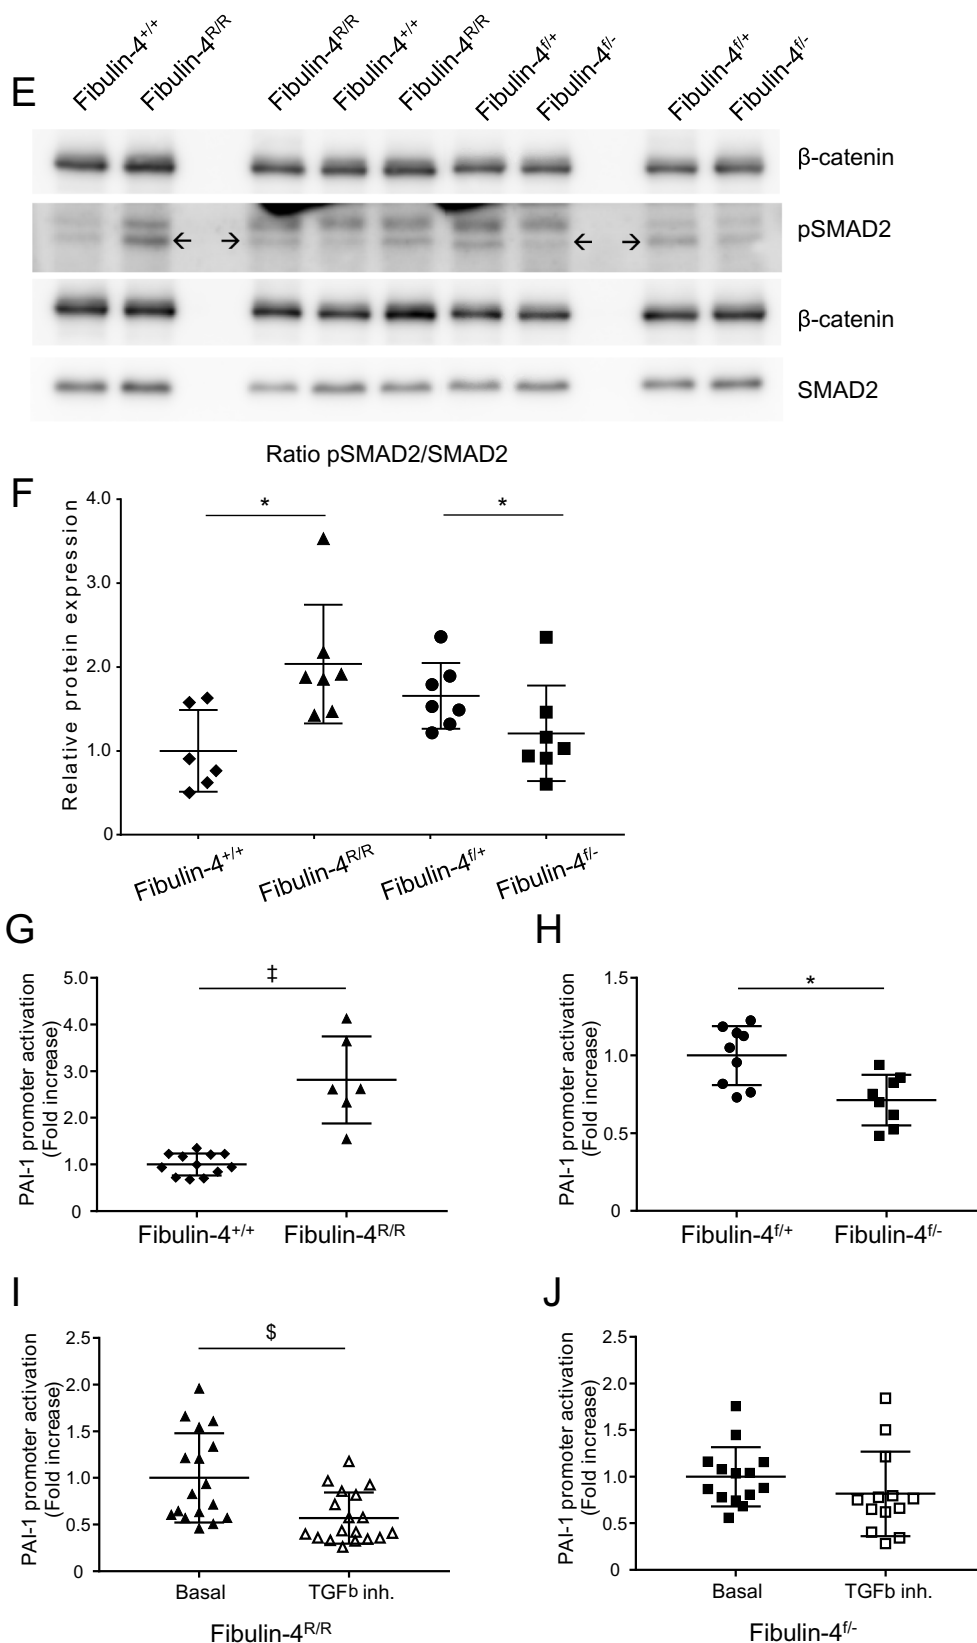 E
Fibulin-4+/+ Fibulin-4R/R Fibulin-4R/R Fibulin-4+/+ Fibulin-4R/R Fibulin-4f/+ Fibulin-4f/- Fibulin-4f/+ Fibulin-4f/-
β-catenin
← → ← → pSMAD2
β-catenin
SMAD2
Ratio pSMAD2/SMAD2
F
Relative protein expression
* *
4.0
3.0
2.0
1.0
0
Fibulin-4+/+ Fibulin-4R/R Fibulin-4f/+ Fibulin-4f/-
G
PAI-1 promoter activation
(Fold increase)
‡
5.0
4.0
3.0
2.0
1.0
0
Fibulin-4+/+ Fibulin-4R/R
H
PAI-1 promoter activation
(Fold increase)
*
1.5
1.0
0.5
0
Fibulin-4f/+ Fibulin-4f/-
I
PAI-1 promoter activation
(Fold increase)
$
2.5
2.0
1.5
1.0
0.5
0
Basal TGFb inh.
Fibulin-4R/R
J
PAI-1 promoter activation
(Fold increase)
2.5
2.0
1.5
1.0
0.5
0
Basal TGFb inh.
Fibulin-4f/-